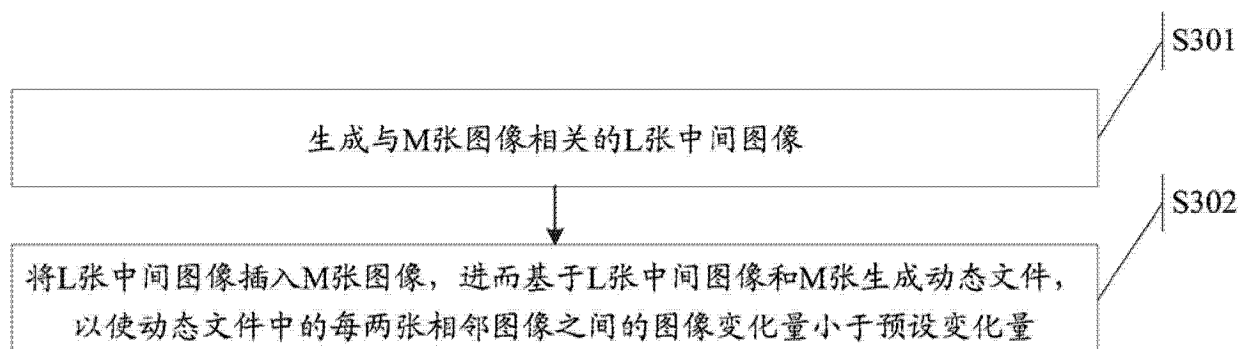 S301
生成与M张图像相关的L张中间图像
S302
将L张中间图像插入M张图像，进而基于L张中间图像和M张生成动态文件，
以使动态文件中的每两张相邻图像之间的图像变化量小于预设变化量